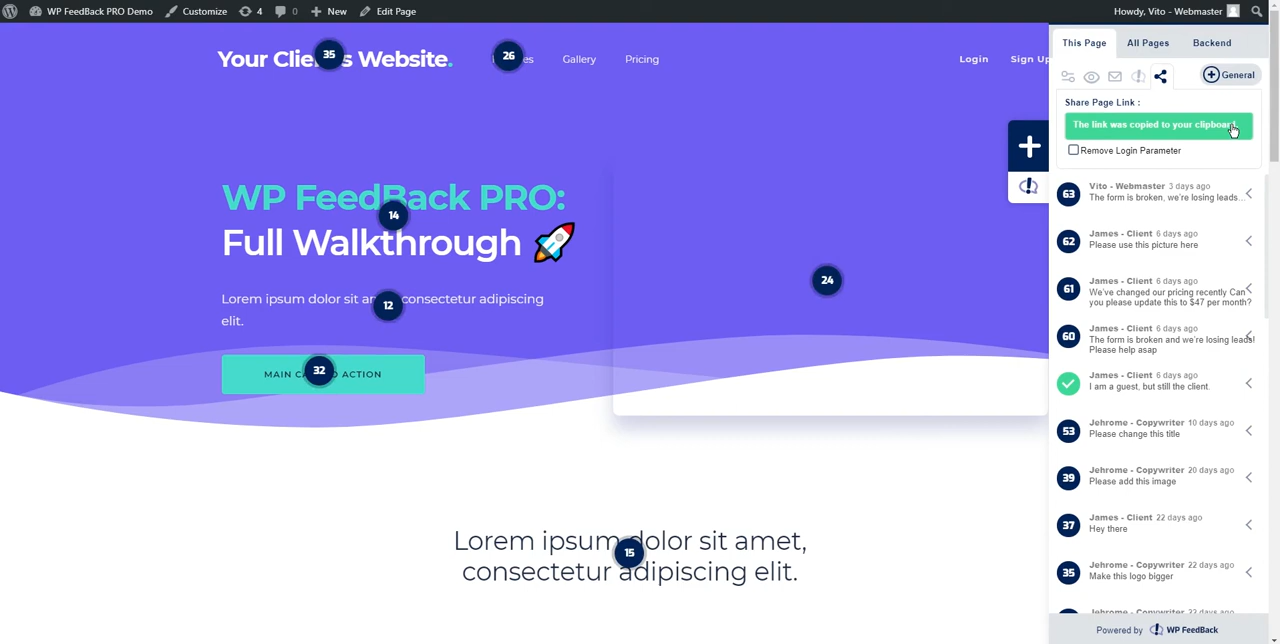 WP FeedBack PRO Demo Customize 4 0 New Edit Page Howdy, Vito - Webmaster
Your Clie s Website. 35 26 es Gallery Pricing Login Sign Up
WP FeedBack PRO:
14
Full Walkthrough 🚀
24
Lorem ipsum dolor sit am consectetur adipiscing
12
elit.
MAIN CA O ACTION
32
Lorem ipsum dolor sit amet,
15
consectetur adipiscing elit.
This Page All Pages Backend
General
Share Page Link :
The link was copied to your clipboard.
Remove Login Parameter
63 Vito - Webmaster 3 days ago
The form is broken, we're losing leads...
62 James - Client 6 days ago
Please use this picture here
61 James - Client 6 days ago
We've changed our pricing recently Can
you please update this to $47 per month?
60 James - Client 6 days ago
The form is broken and we're losing leads!
Please help asap
James - Client 6 days ago
I am a guest, but still the client.
53 Jehrome - Copywriter 10 days ago
Please change this title
39 Jehrome - Copywriter 20 days ago
Please add this image
37 James - Client 22 days ago
Hey there
35 Jehrome - Copywriter 22 days ago
Make this logo bigger
Jehrome - Copywriter 22 days ago
Powered by WP FeedBack